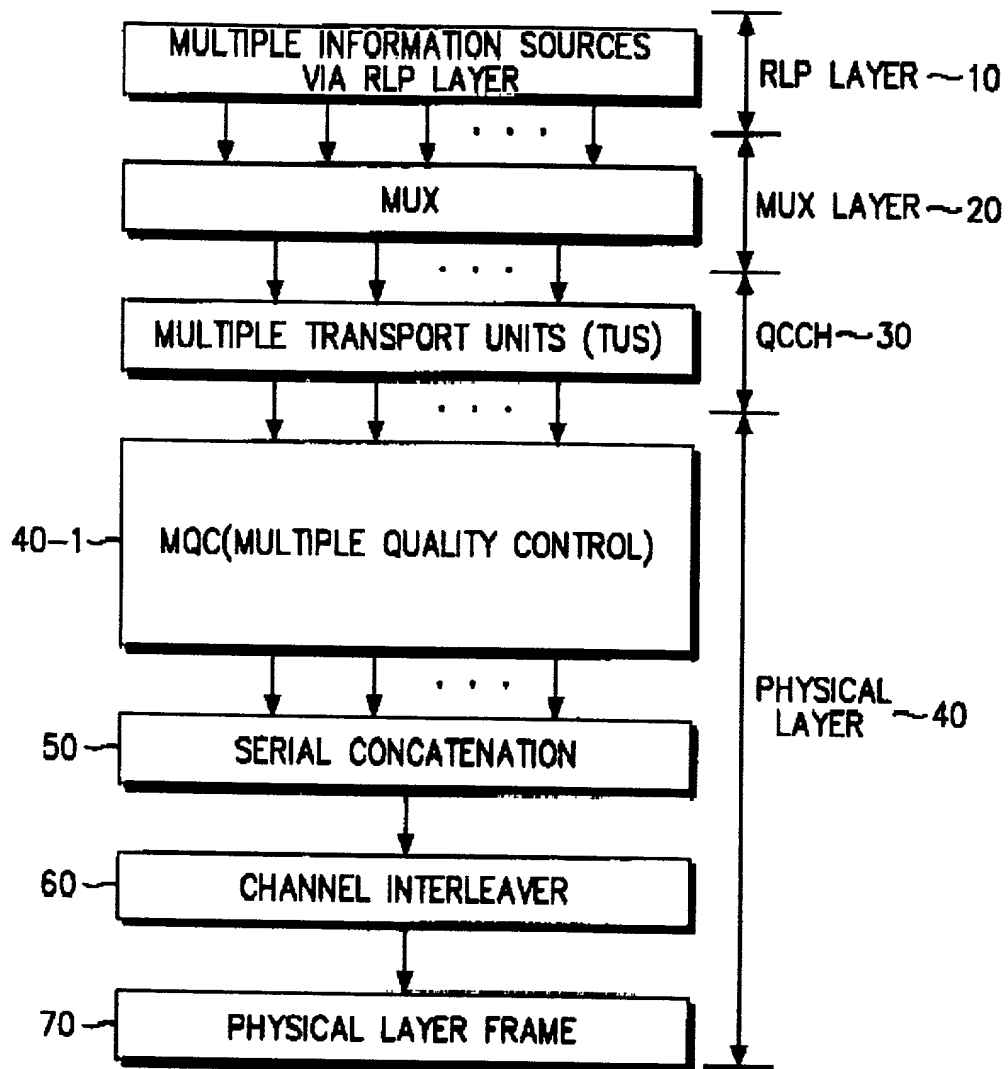 MULTIPLE INFORMATION SOURCES
VIA RLP LAYER
RLP LAYER ~10
MUX
MUX LAYER ~20
MULTIPLE TRANSPORT UNITS (TUS)
QCCH ~30
40-1
MQC(MULTIPLE QUALITY CONTROL)
PHYSICAL
LAYER ~40
50
SERIAL CONCATENATION
60
CHANNEL INTERLEAVER
70
PHYSICAL LAYER FRAME